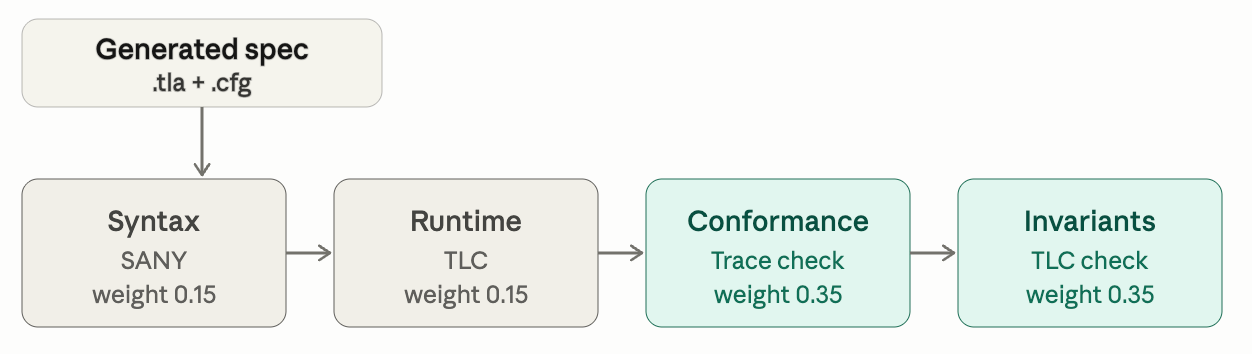 Generated spec
.tla + .cfg
Syntax
SANY
weight 0.15
Runtime
TLC
weight 0.15
Conformance
Trace check
weight 0.35
Invariants
TLC check
weight 0.35